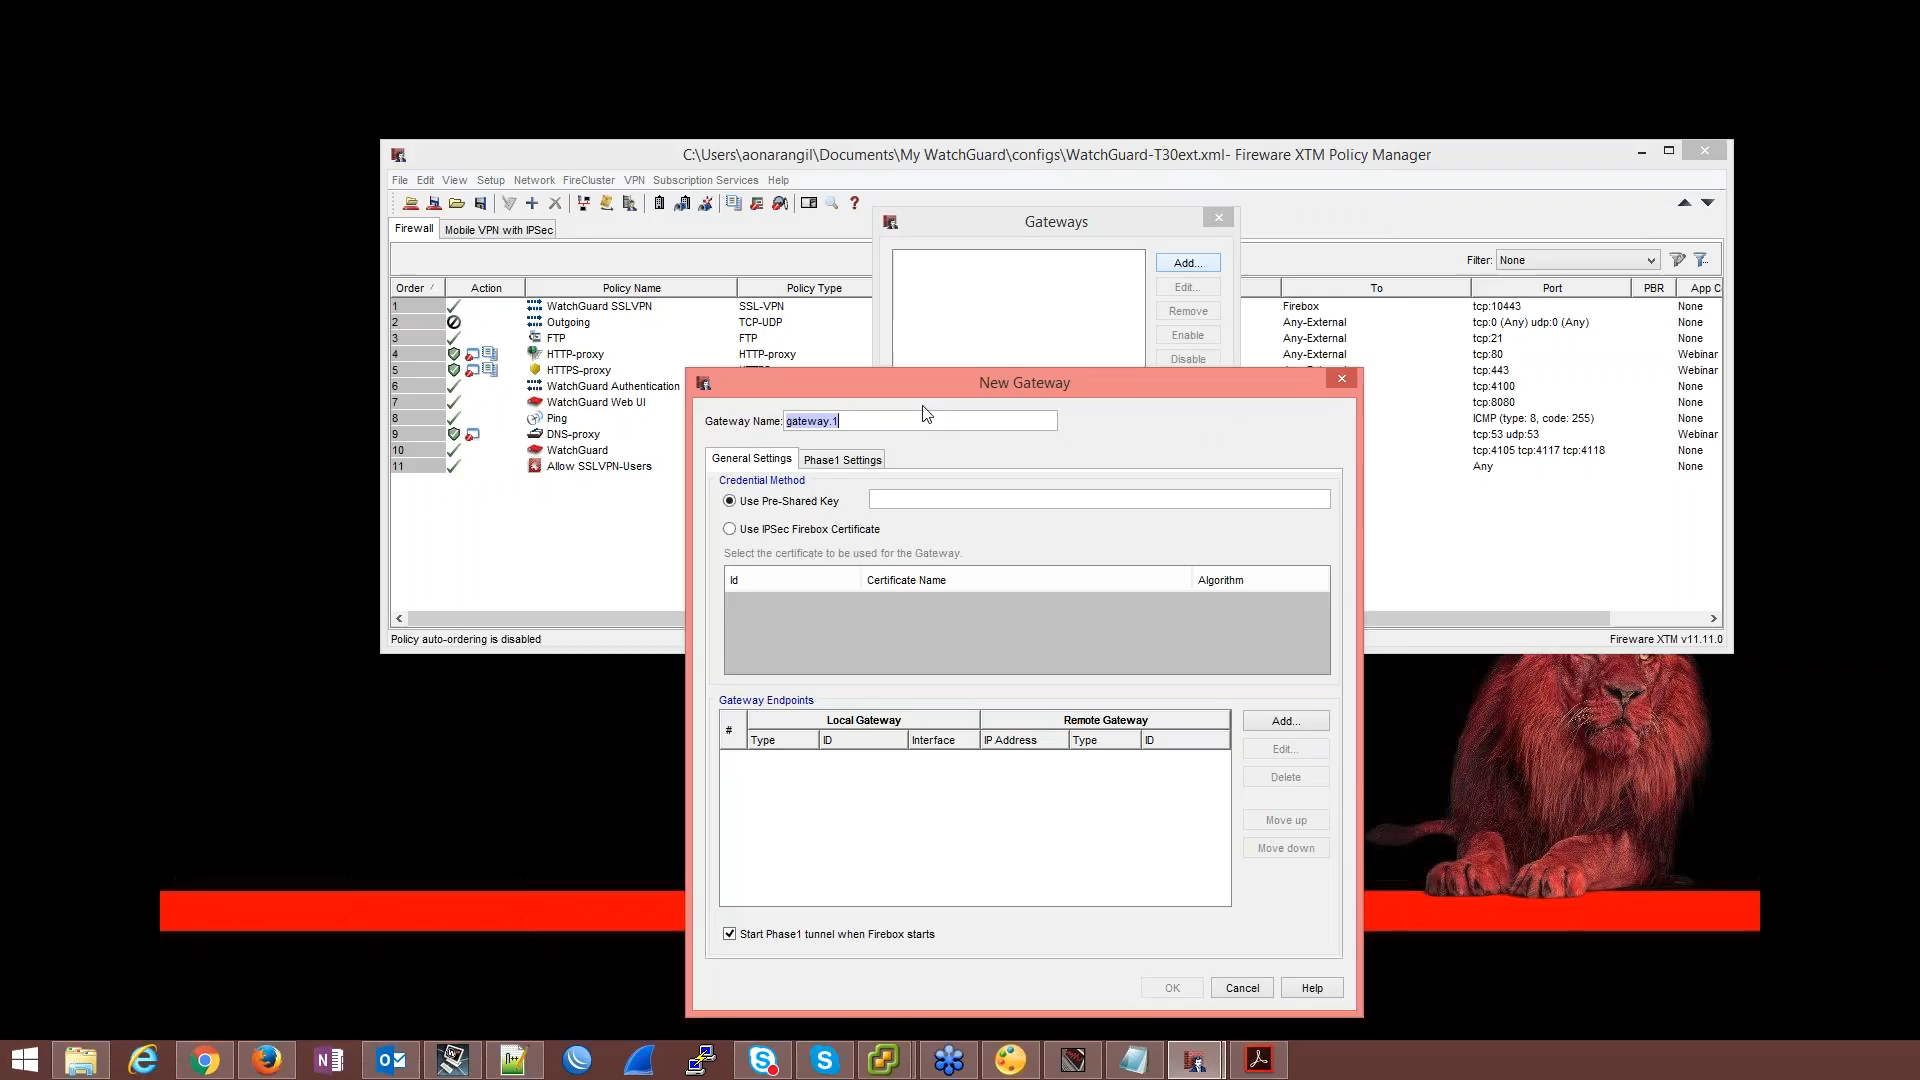 C:\Users\aonarangil\Documents\My WatchGuard\configs\WatchGuard-T30ext.xml- Fireware XTM Policy Manager
File Edit View Setup Network FireCluster VPN Subscription Services Help
Gateways
Firewall Mobile VPN with IPSec
Filter: None
Add...
Edit...
Remove
Enable
Disable
Order / Action Policy Name Policy Type To Port PBR App C
1 WatchGuard SSLVPN SSL-VPN Firebox tcp:10443 None
2 Outgoing TCP-UDP Any-External tcp:0 (Any) udp:0 (Any) None
3 FTP FTP Any-External tcp:21 None
4 HTTP-proxy HTTP-proxy Any-External tcp:80 Webinar
5 HTTPS-proxy tcp:443 Webinar
6 WatchGuard Authentication tcp:4100 None
7 WatchGuard Web UI tcp:8080 None
8 Ping ICMP (type: 8, code: 255) None
9 DNS-proxy tcp:53 udp:53 Webinar
10 WatchGuard tcp:4105 tcp:4117 tcp:4118 None
11 Allow SSLVPN-Users Any None
Policy auto-ordering is disabled
Fireware XTM v11.11.0
New Gateway
Gateway Name: gateway.1
General Settings Phase1 Settings
Credential Method
Use Pre-Shared Key
Use IPSec Firebox Certificate
Select the certificate to be used for the Gateway.
Id Certificate Name Algorithm
Gateway Endpoints
# Local Gateway Remote Gateway
Type ID Interface IP Address Type ID
Add...
Edit...
Delete
Move up
Move down
Start Phase1 tunnel when Firebox starts
OK Cancel Help